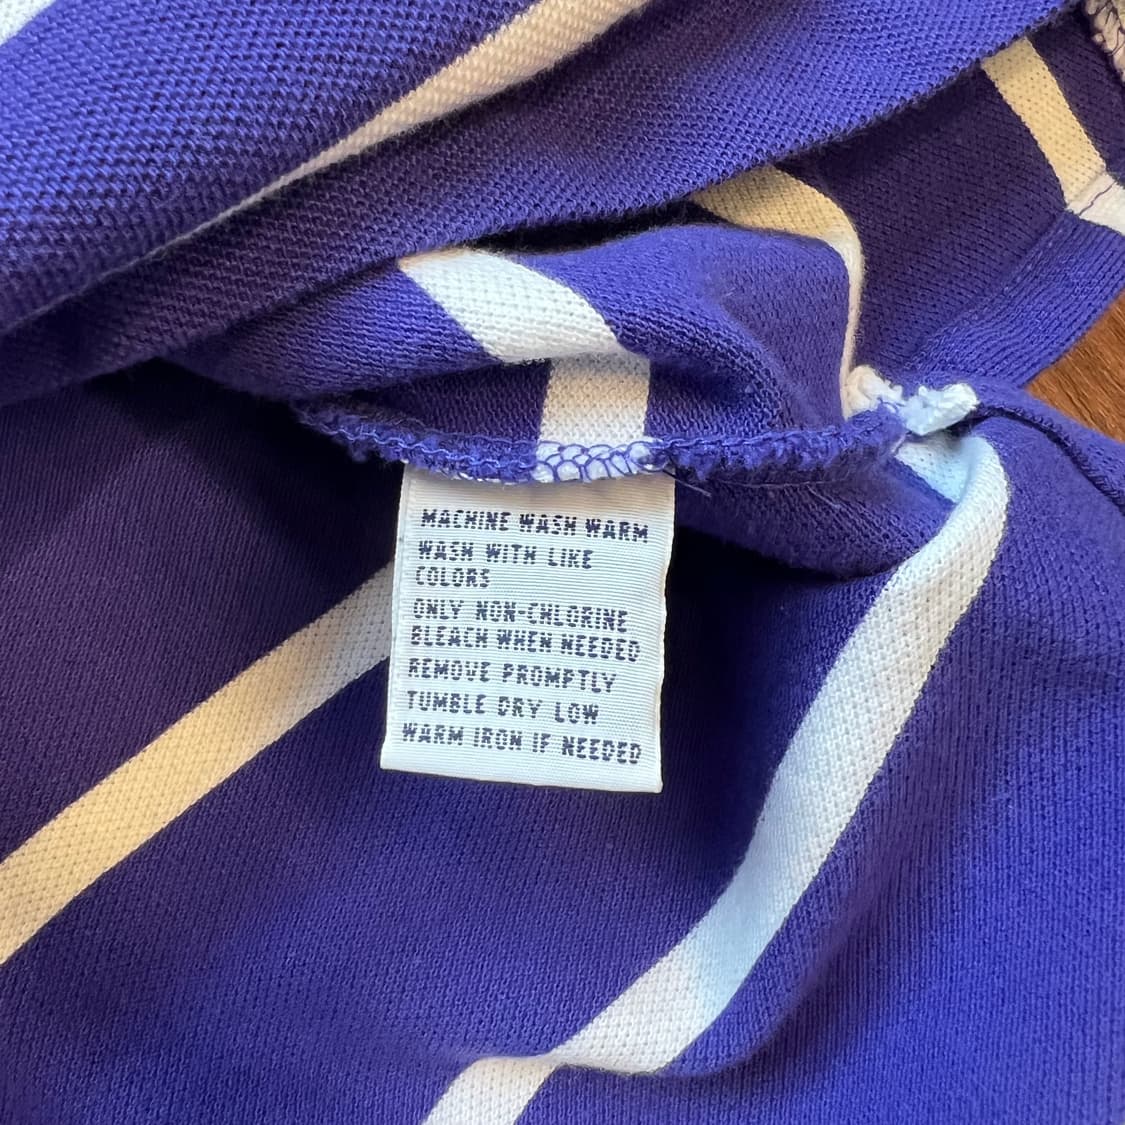 MACHINE WASH WARM
WASH WITH LIKE
COLORS
ONLY NON-CHLORINE
BLEACH WHEN NEEDED
REMOVE PROMPTLY
TUMBLE DRY LOW
WARM IRON IF NEEDED